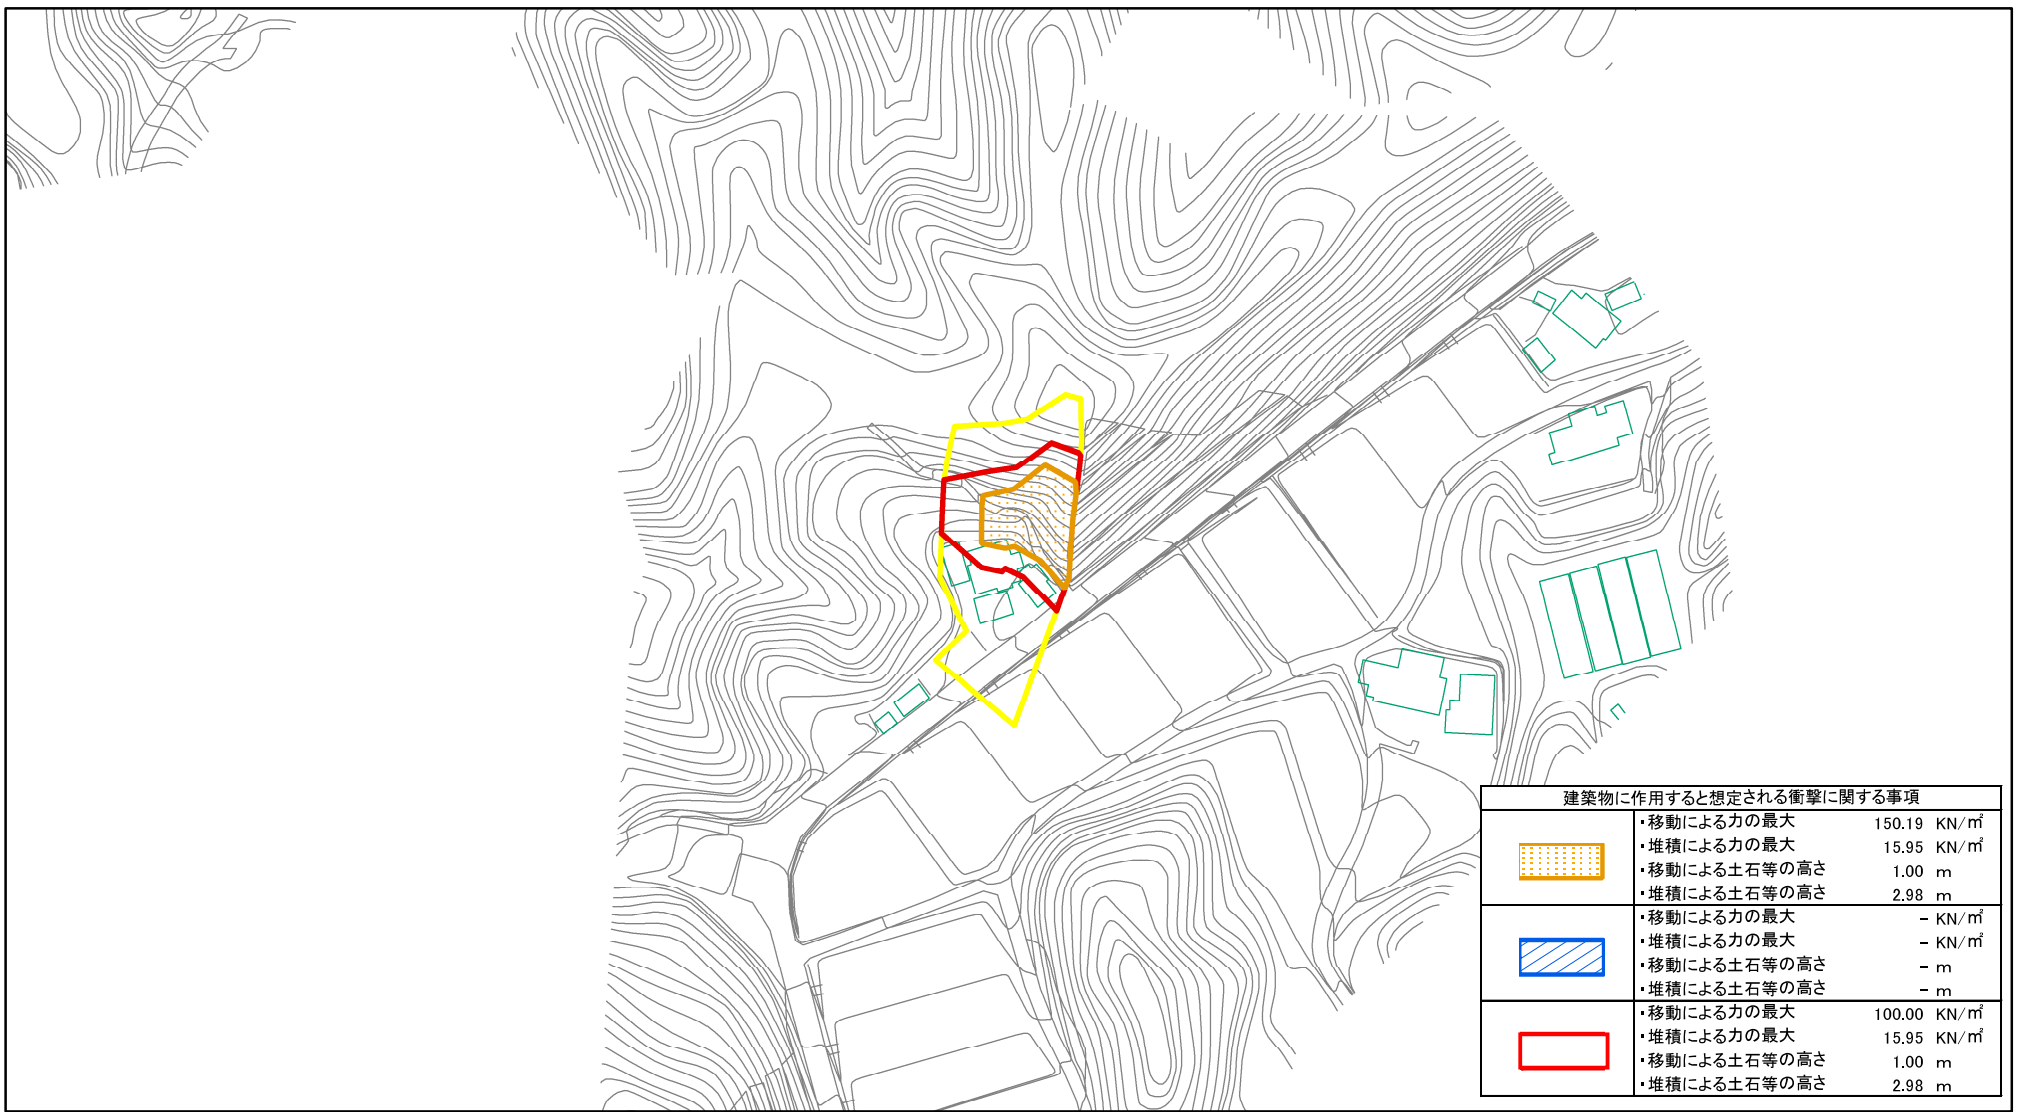 建築物に作用すると想定される衝撃に関する事項
・移動による力の最大 150.19 KN/㎡
・堆積による力の最大 15.95 KN/㎡
・移動による土石等の高さ 1.00 m
・堆積による土石等の高さ 2.98 m
・移動による力の最大 - KN/㎡
・堆積による力の最大 - KN/㎡
・移動による土石等の高さ - m
・堆積による土石等の高さ - m
・移動による力の最大 100.00 KN/㎡
・堆積による力の最大 15.95 KN/㎡
・移動による土石等の高さ 1.00 m
・堆積による土石等の高さ 2.98 m